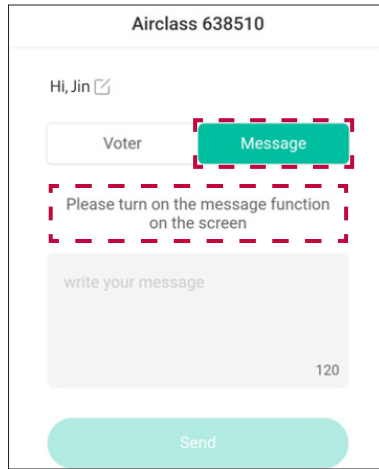 Airclass 638510
Hi, Jin
Voter
Message
Please turn on the message function
on the screen
write your message
120
Send